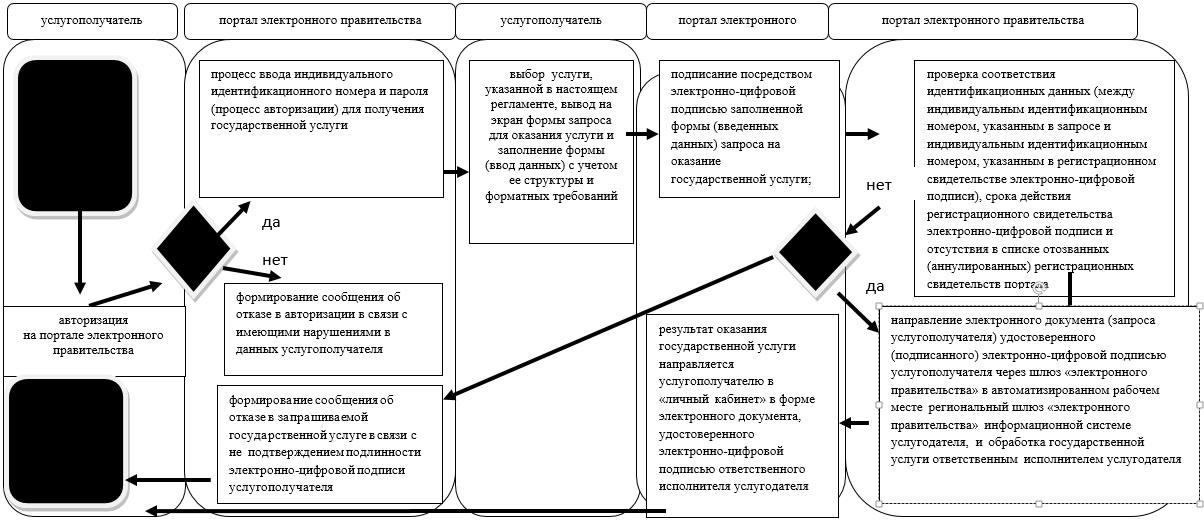 услугополучатель
портал электронного правительства
услугополучатель
портал электронного
портал электронного правительства
процесс ввода индивидуального
идентификационного номера и пароля
(процесс авторизации) для получения
государственной услуги
выбор услуги,
указанной в настоящем
регламенте, вывод на
экран формы запроса
для оказания услуги и
заполнение формы
(ввод данных) с учетом
ее структуры и
форматных требований
подписание посредством
электронно-цифровой
подписью заполненной
формы (введенных
данных) запроса на
оказание
государственной услуги;
проверка соответствия
идентификационных данных (между
индивидуальным идентификационным
номером, указанным в запросе и
индивидуальным идентификационным
номером, указанным в регистрационном
свидетельстве электронно-цифровой
подписи), срока действия
регистрационного свидетельства
электронно-цифровой подписи и
отсутствия в списке отозванных
(аннулированных) регистрационных
свидетельств портала
да
нет
нет
да
авторизация
на портале электронного
правительства
формирование сообщения об
отказе в авторизации в связи с
имеющими нарушениями в
данных услугополучателя
формирование сообщения об
отказе в запрашиваемой
государственной услуге в связи с
не подтверждением подлинности
электронно-цифровой подписи
услугополучателя
результат оказания
государственной услуги
направляется
услугополучателю в
«личный кабинет» в форме
электронного документа,
удостоверенного
электронно-цифровой
подписью ответственного
исполнителя услугодателя
направление электронного документа (запроса
услугополучателя) удостоверенного
(подписанного) электронно-цифровой подписью
услугополучателя через шлюз «электронного
правительства» в автоматизированном рабочем
месте региональный шлюз «электронного
правительства» информационной системе
услугодателя, и обработка государственной
услуги ответственным исполнителем услугодателя